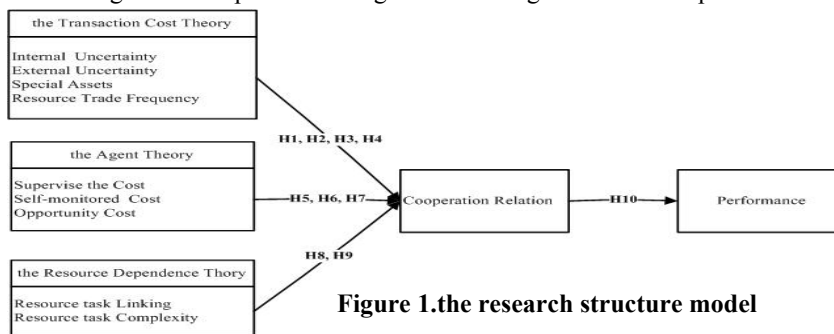 the Transaction Cost Theory
Internal Uncertainty
External Uncertainty
Special Assets
Resource Trade Frequency
H1, H2, H3, H4
the Agent Theory
Supervise the Cost
Self-monitored Cost
Opportunity Cost
H5, H6, H7
Cooperation Relation
H10
Performance
H8, H9
the Resource Dependence Thory
Resource task Linking
Resource task Complexity
Figure 1.the research structure model